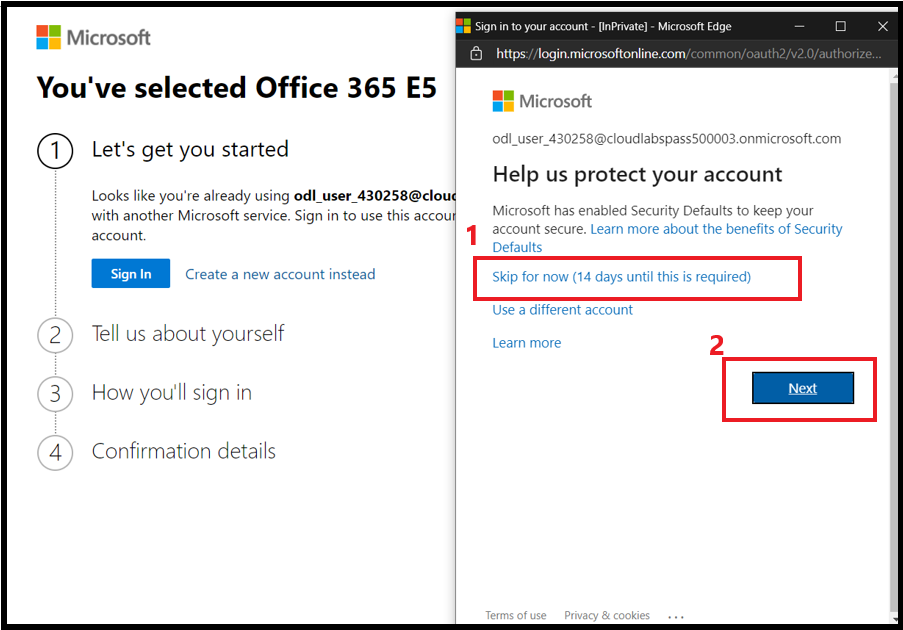 Microsoft
You've selected Office 365 E5
1 Let's get you started
Looks like you're already using odl_user_430258@clou
with another Microsoft service. Sign in to use this accou
account.
Sign In Create a new account instead
2 Tell us about yourself
3 How you'll sign in
4 Confirmation details
Sign in to your account - [InPrivate] - Microsoft Edge
https://login.microsoftonline.com/common/oauth2/v2.0/authorize...
Microsoft
odl_user_430258@cloudlabspass500003.onmicrosoft.com
Help us protect your account
Microsoft has enabled Security Defaults to keep your
account secure. Learn more about the benefits of Security
Defaults
1
Skip for now (14 days until this is required)
Use a different account
Learn more
2
Next
Terms of use Privacy & cookies ...